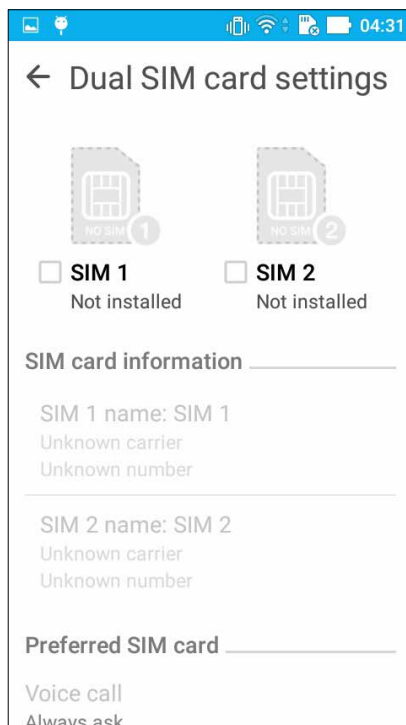 04:31
Dual SIM card settings
NO SIM 1
NO SIM 2
SIM 1
SIM 2
Not installed
Not installed
SIM card information
SIM 1 name: SIM 1
Unknown carrier
Unknown number
SIM 2 name: SIM 2
Unknown carrier
Unknown number
Preferred SIM card
Voice call
Always ask